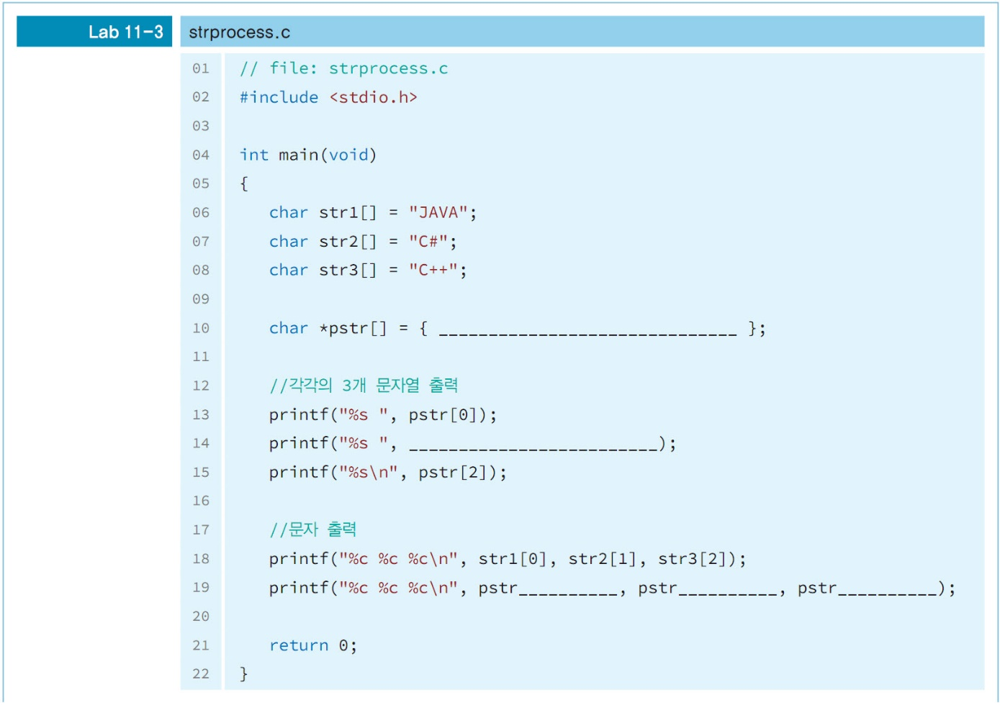 Lab 11-3 strprocess.c
01 // file: strprocess.c
02 #include <stdio.h>
03
04 int main(void)
05 {
06    char str1[] = "JAVA";
07    char str2[] = "C#";
08    char str3[] = "C++";
09
10    char *pstr[] = { ______________________________ };
11
12    //각각의 3개 문자열 출력
13    printf("%s ", pstr[0]);
14    printf("%s ", _________________________);
15    printf("%s\n", pstr[2]);
16
17    //문자 출력
18    printf("%c %c %c\n", str1[0], str2[1], str3[2]);
19    printf("%c %c %c\n", pstr__________, pstr__________, pstr__________);
20
21    return 0;
22 }